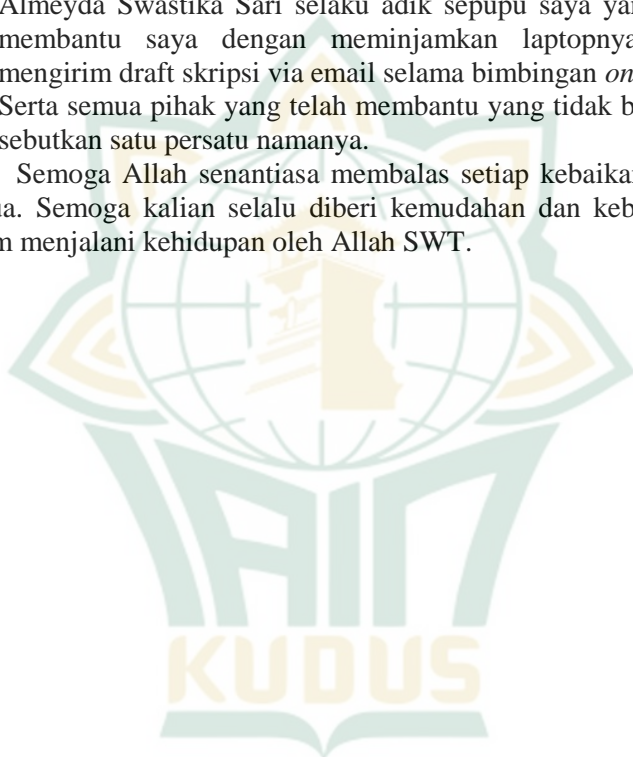 Almeyda Swastika Sari selaku adik sepupu saya
membantu saya dengan meminjamkan laptopnya
mengirim draft skripsi via email selama bimbingan
Serta semua pihak yang telah membantu yang tidak
sebutkan satu persatu namanya.
Semoga Allah senantiasa membalas setiap kebaikan
Semoga kalian selalu diberi kemudahan dan
menjalani kehidupan oleh Allah SWT.
IAIN
KUDUS